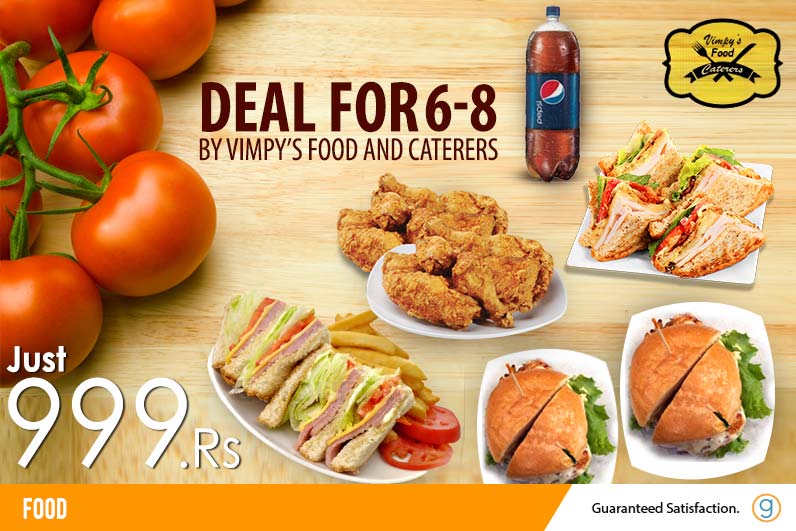 Vimpy's
Food
Caterers
DEAL FOR 6-8
BY VIMPY'S FOOD AND CATERERS
pepsi
Just
999.Rs
FOOD
Guaranteed Satisfaction.
g